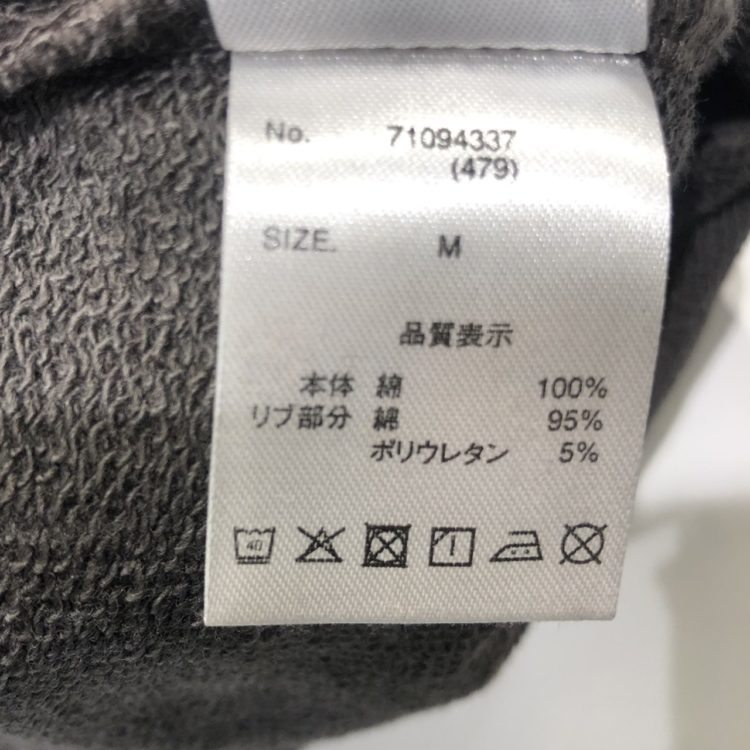 No. 71094337
(479)
SIZE. M
品質表示
本体 綿 100%
リブ部分 綿 95%
ポリウレタン 5%
40